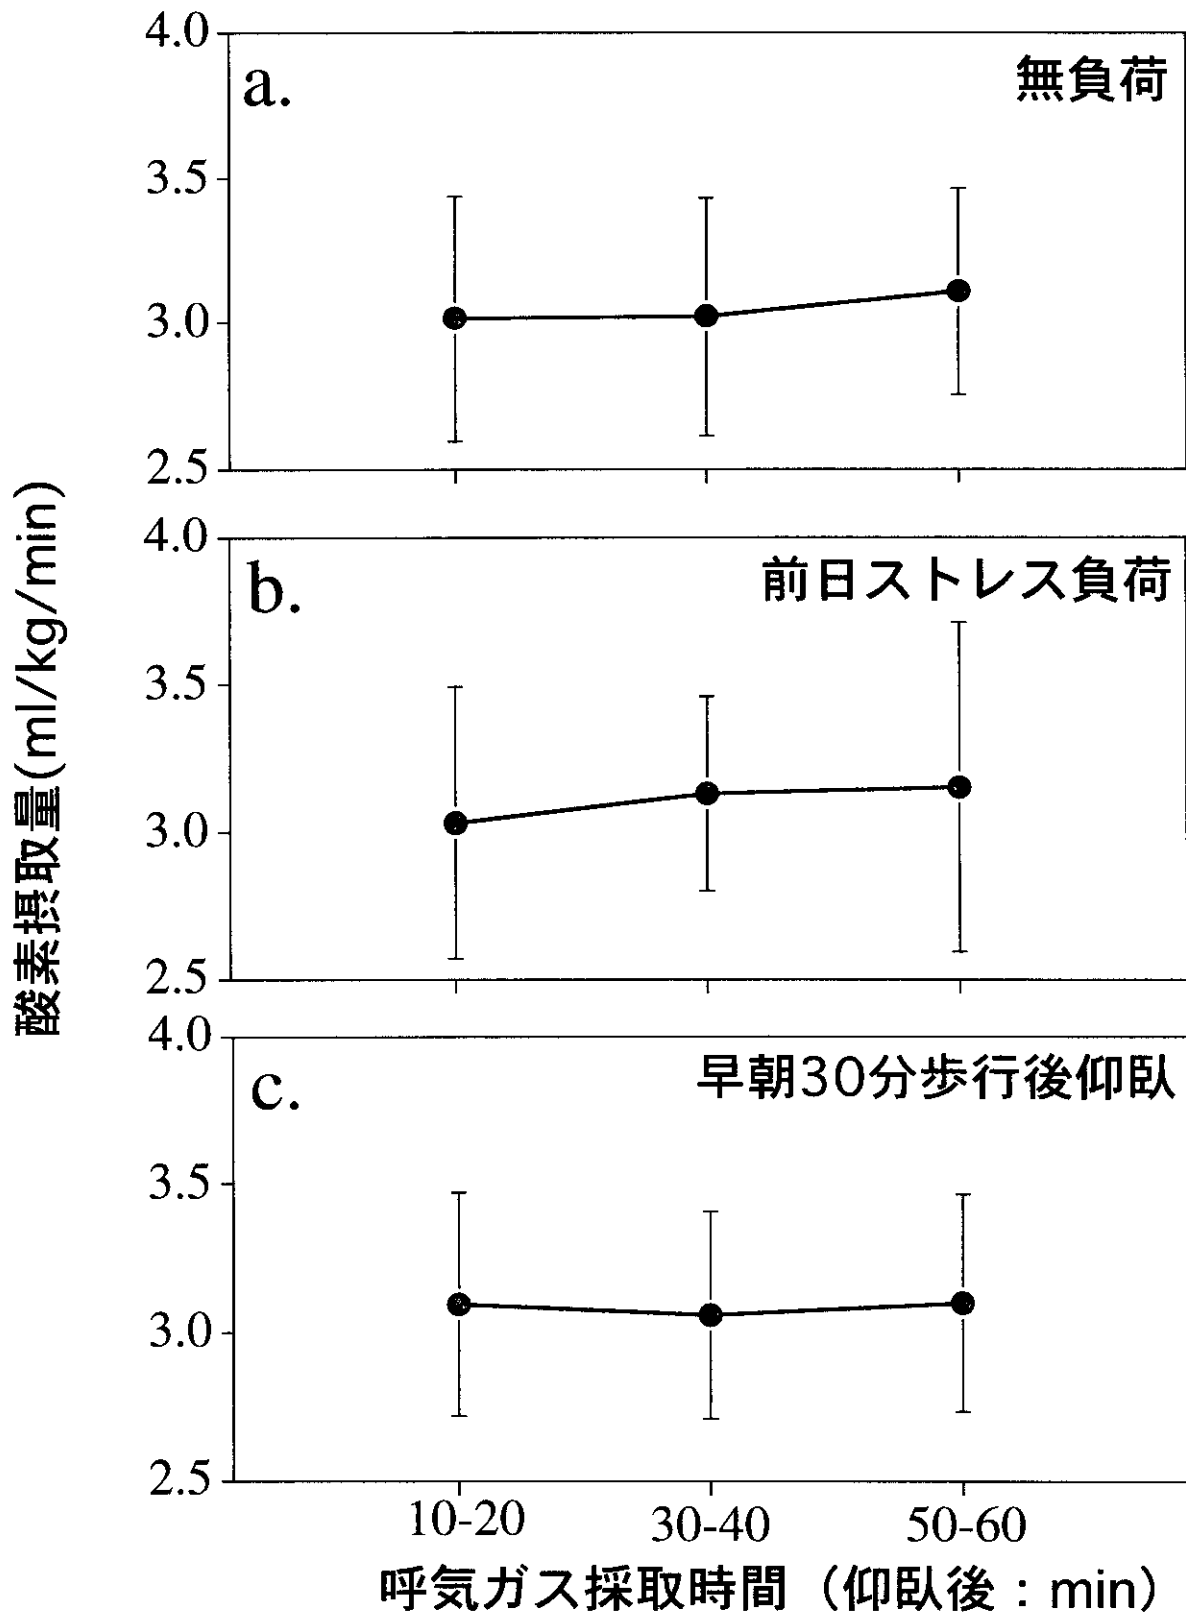 酸素摂取量(ml/kg/min)
4.0
a.
無負荷
3.5
3.0
2.5
4.0
b.
前日ストレス負荷
3.5
3.0
2.5
4.0
c.
早朝30分歩行後仰臥
3.5
3.0
2.5
10-20
30-40
50-60
呼気ガス採取時間（仰臥後：min）